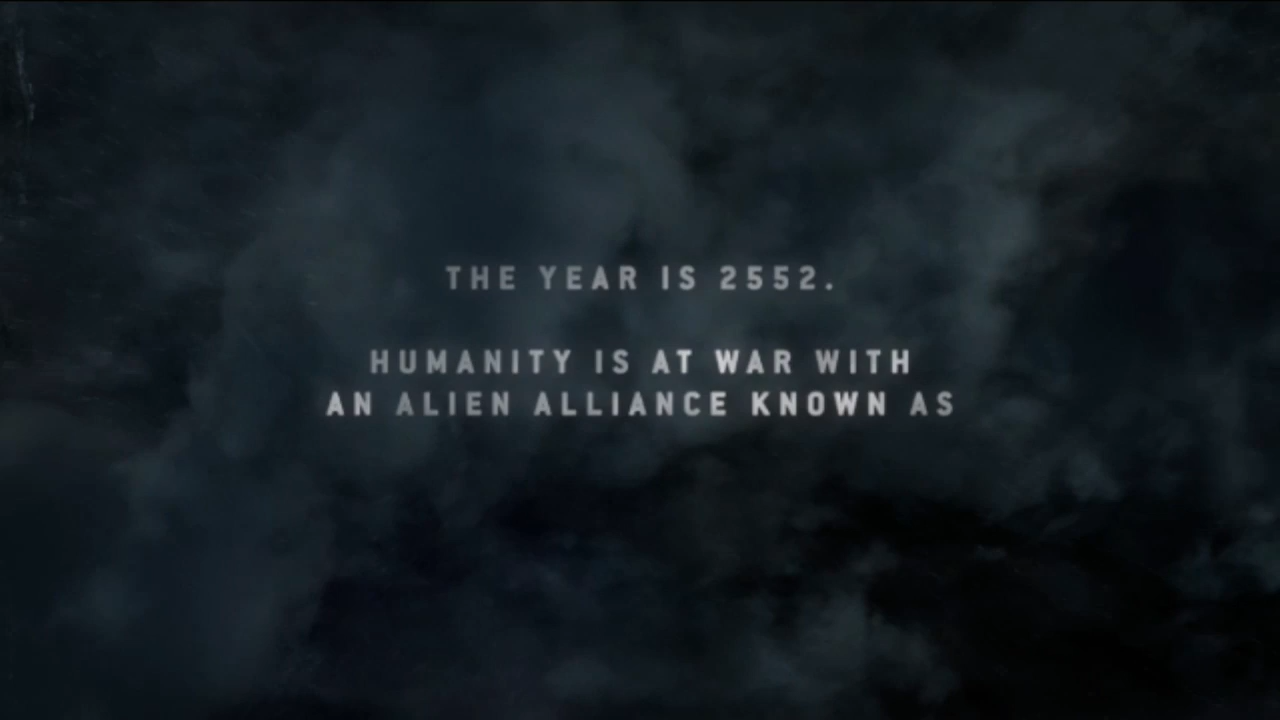 THE YEAR IS 2552.
HUMANITY IS AT WAR WITH
AN ALIEN ALLIANCE KNOWN AS